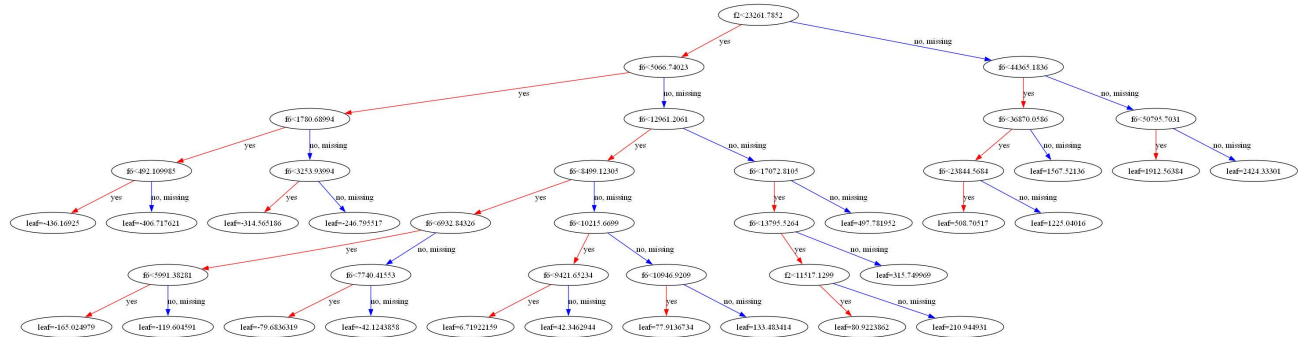 f2<23261.7852
yes
no, missing
f6<5066.74023
f6<44365.1836
yes
no, missing
yes
no, missing
f6<1780.68994
f6<12961.2061
f6<36870.0586
f6<50795.7031
yes
no, missing
yes
no, missing
yes
no, missing
yes
no, missing
f6<492.109985
f6<3253.93994
f6<8499.12305
f6<17072.8105
f6<23844.5684
leaf=1567.52136
leaf=1912.56384
leaf=2424.33301
yes
no, missing
yes
no, missing
yes
no, missing
yes
no, missing
yes
no, missing
leaf=-436.16925
leaf=-406.717621
leaf=-314.565186
leaf=-246.795517
f6<6932.84326
f6<10215.6699
f6<13795.5264
leaf=497.781952
leaf=508.70517
leaf=1225.04016
yes
no, missing
yes
no, missing
yes
no, missing
f6<5991.38281
f6<7740.41553
f6<9421.65234
f6<10946.9209
f2<11517.1299
leaf=315.749969
yes
no, missing
yes
no, missing
yes
no, missing
yes
no, missing
yes
no, missing
leaf=-165.024979
leaf=-119.604591
leaf=-79.6836319
leaf=-42.1243858
leaf=6.71922159
leaf=42.3462944
leaf=77.9136734
leaf=133.483414
leaf=80.9223862
leaf=210.944931